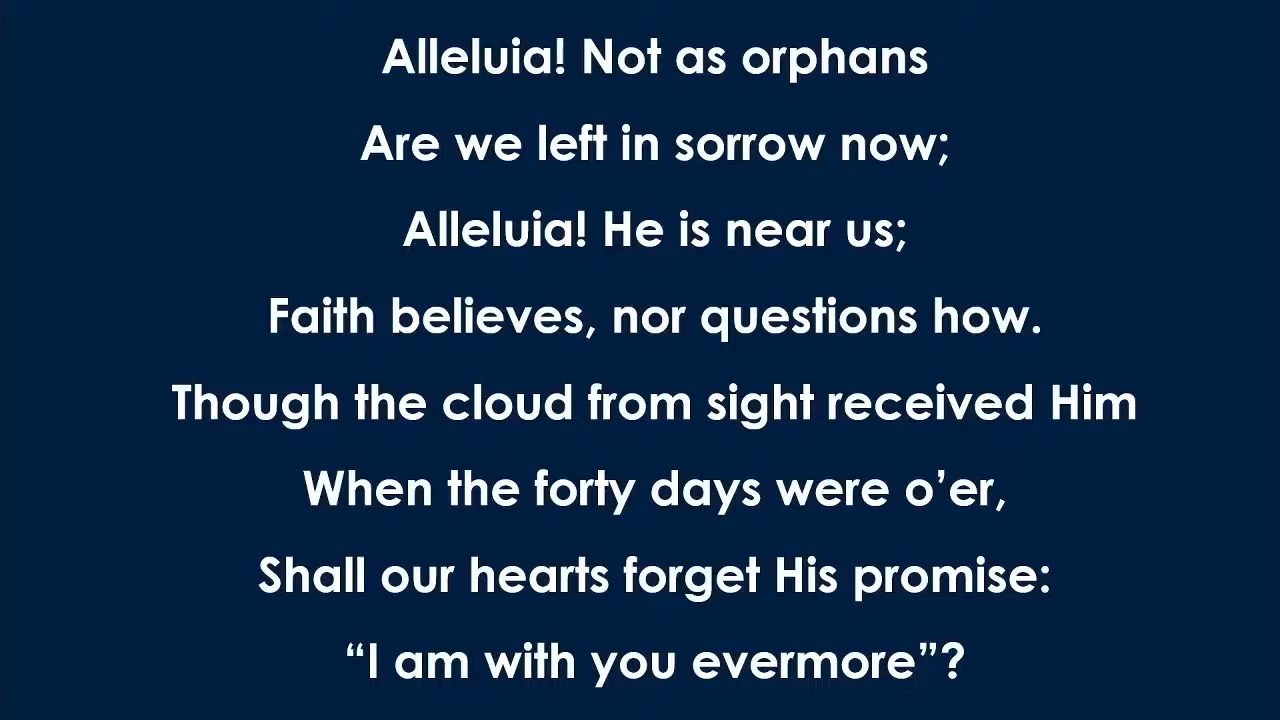 Alleluia! Not as orphans
Are we left in sorrow now;
Alleluia! He is near us;
Faith believes, nor questions how.
Though the cloud from sight received Him
When the forty days were o’er,
Shall our hearts forget His promise:
“I am with you evermore”?